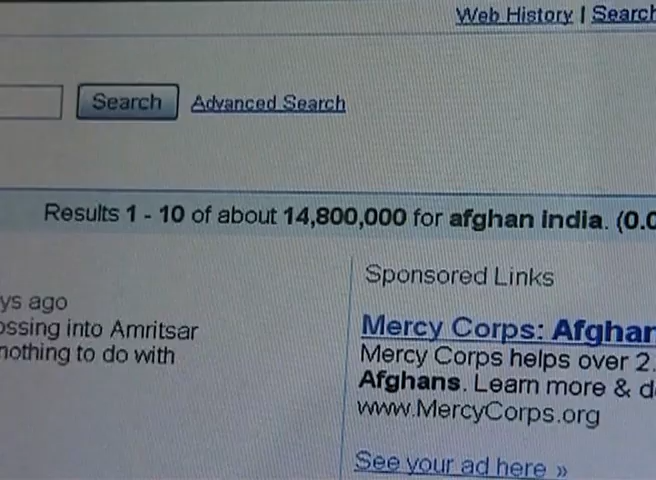 Web History | Search
Search Advanced Search
Results 1 - 10 of about 14,800,000 for afghan india. (0.0
Sponsored Links
ys ago
ossing into Amritsar
nothing to do with
Mercy Corps: Afghan
Mercy Corps helps over 2.
Afghans. Learn more & d
www.MercyCorps.org
See your ad here »